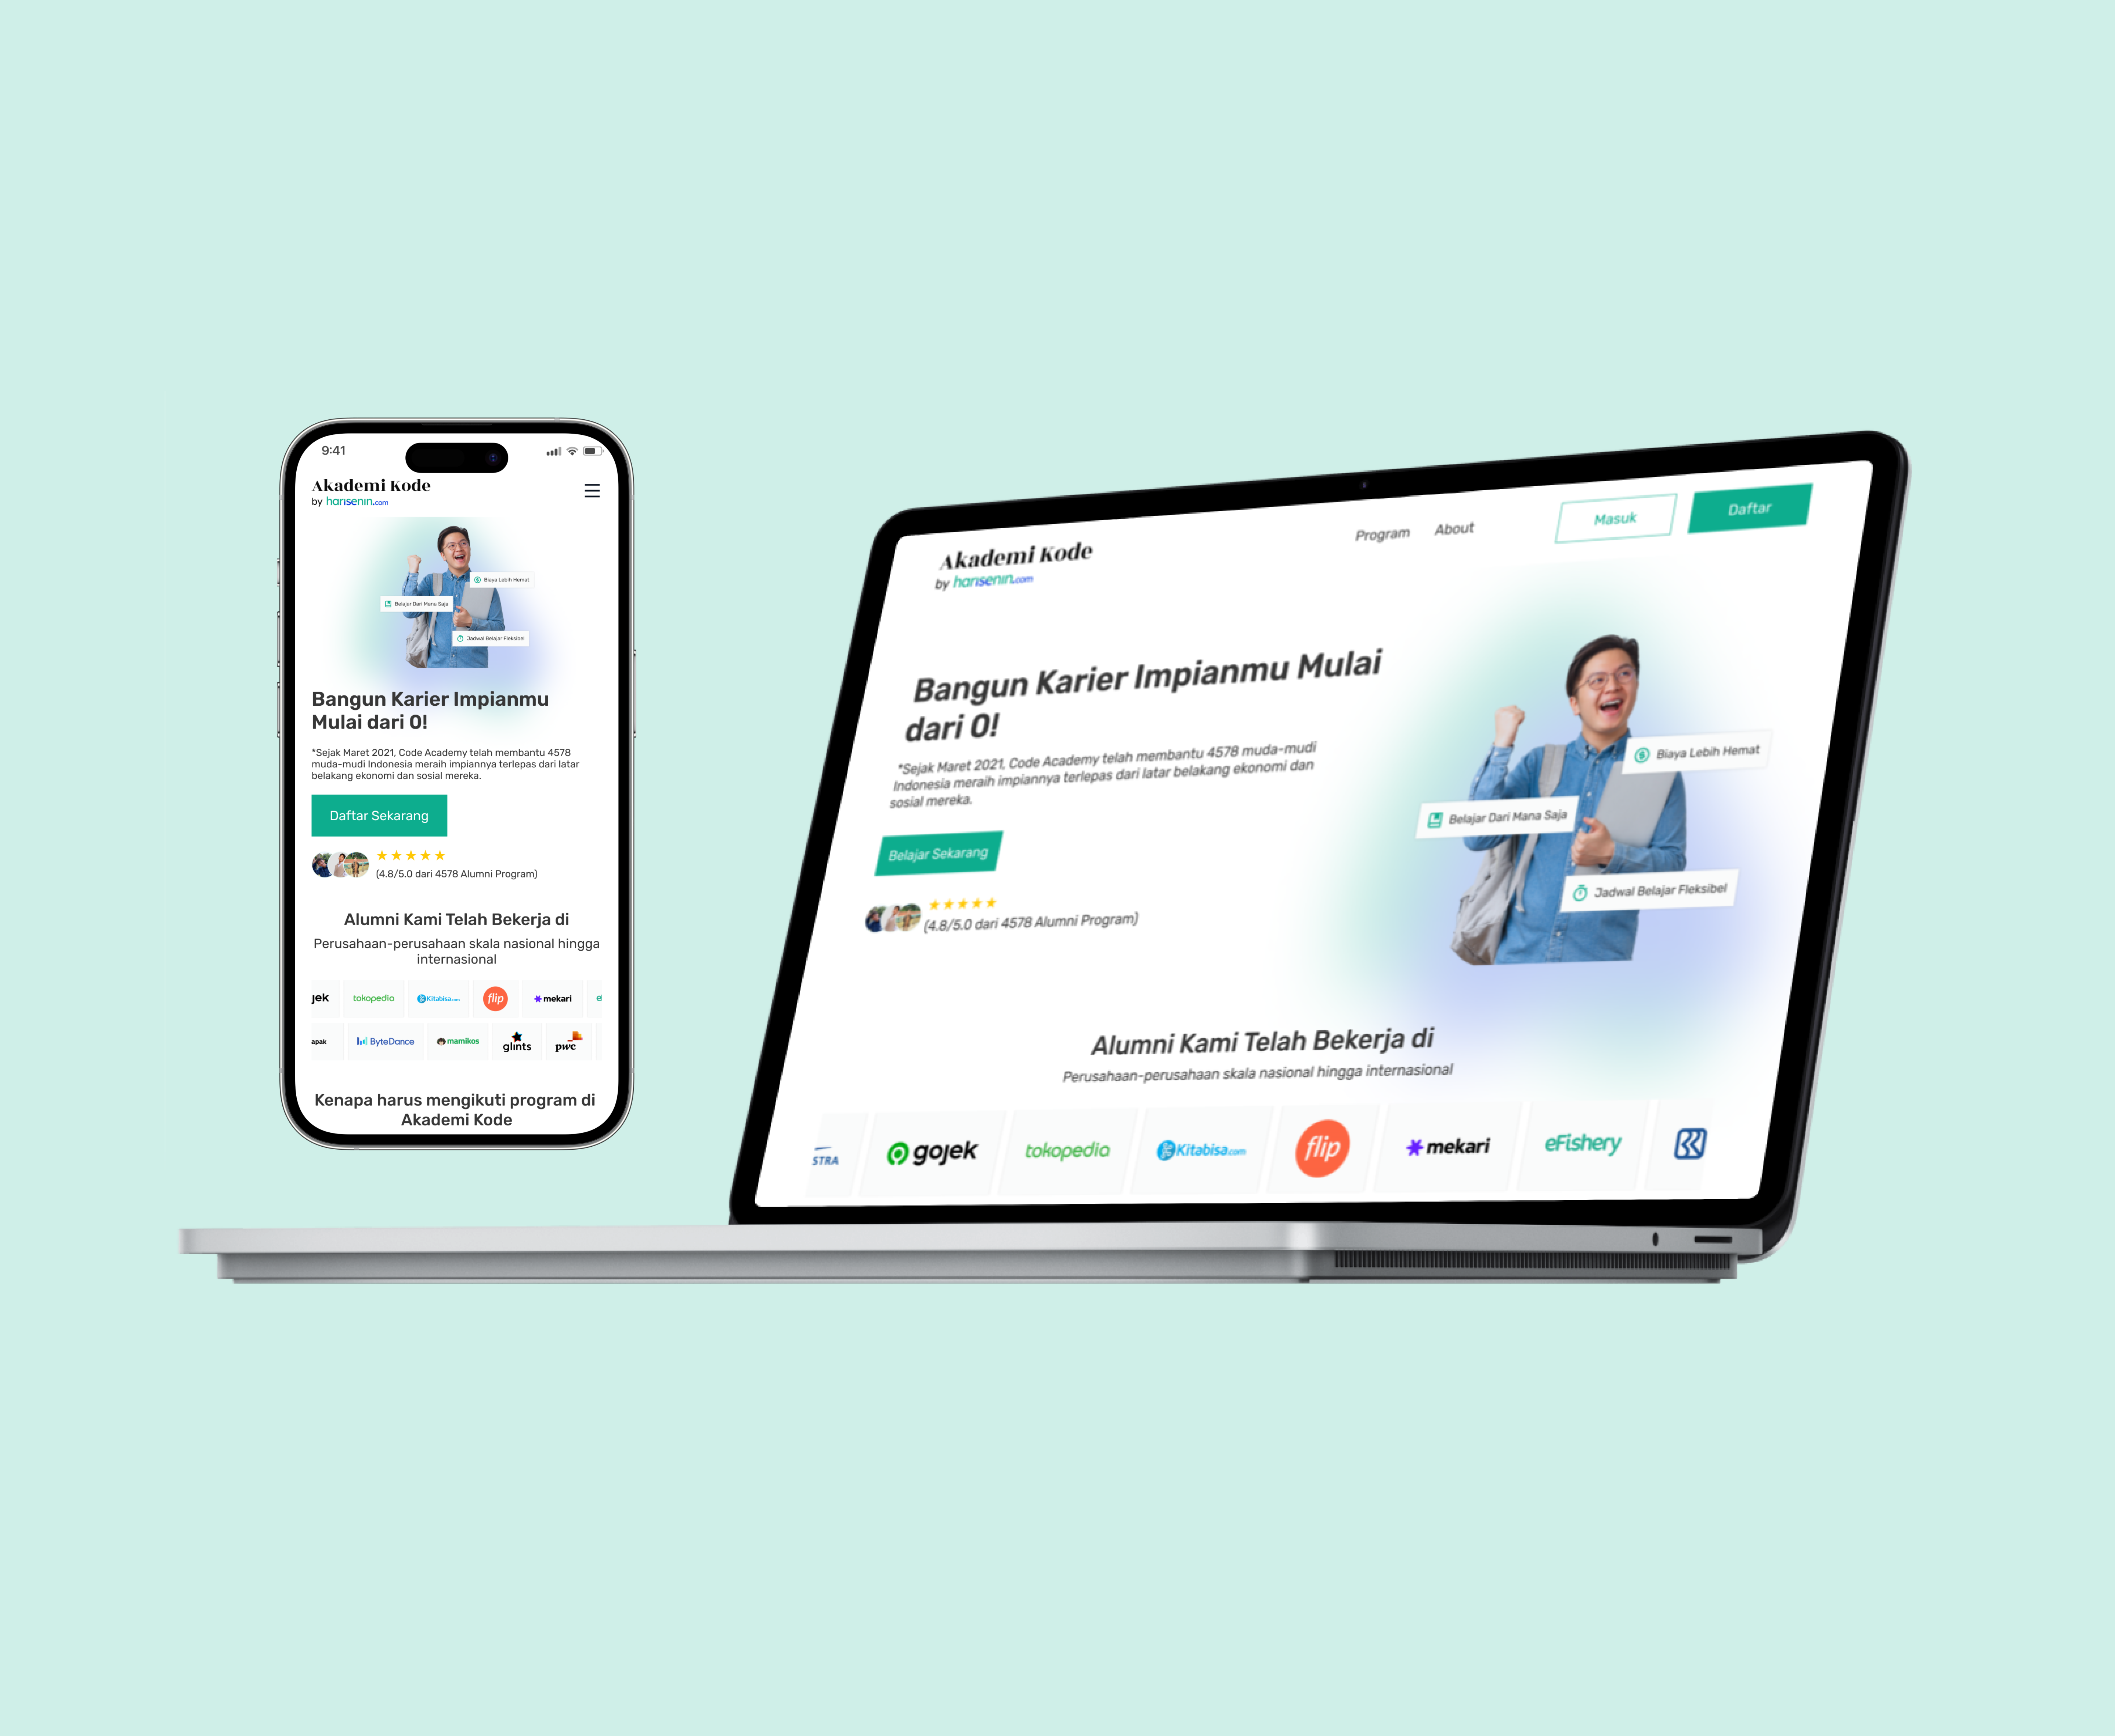 9:41
Akademi Kode
by harisenin.com
Biaya Lebih Hemat
Belajar Dari Mana Saja
Jadwal Belajar Fleksibel
Bangun Karier Impianmu
Mulai dari 0!
*Sejak Maret 2021, Code Academy telah membantu 4578
muda-mudi Indonesia meraih impiannya terlepas dari latar
belakang ekonomi dan sosial mereka.
Daftar Sekarang
(4.8/5.0 dari 4578 Alumni Program)
Alumni Kami Telah Bekerja di
Perusahaan-perusahaan skala nasional hingga
internasional
jek tokopedia Kitabisa.com flip mekari ef
apak ByteDance mamikos glints pwc
Kenapa harus mengikuti program di
Akademi Kode
Akademi Kode
by harisenin.com
Program About Masuk Daftar
Bangun Karier Impianmu Mulai
dari 0!
*Sejak Maret 2021, Code Academy telah membantu 4578 muda-mudi
Indonesia meraih impiannya terlepas dari latar belakang ekonomi dan
sosial mereka.
Belajar Sekarang
(4.8/5.0 dari 4578 Alumni Program)
Biaya Lebih Hemat
Belajar Dari Mana Saja
Jadwal Belajar Fleksibel
Alumni Kami Telah Bekerja di
Perusahaan-perusahaan skala nasional hingga internasional
STRA gojek tokopedia Kitabisa.com flip mekari eFishery